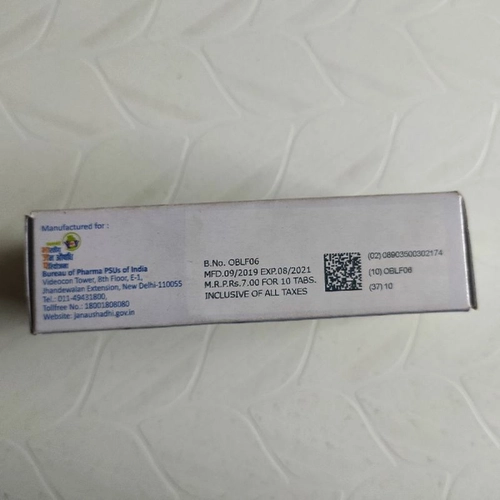 Manufactured for :
जन औषधि
Bureau of Pharma PSUs of India
Videocon Tower, 8th Floor, E-1,
Jhandewalan Extension, New Delhi-110055
Tel.: 011-49431800,
Tollfree No.: 18001808080
Website: janaushadhi.gov.in
B.No. OBLF06
MFD.09/2019 EXP.08/2021
M.R.P.Rs.7.00 FOR 10 TABS.
INCLUSIVE OF ALL TAXES
(02) 08903500302174
(10) OBLF06
(37) 10